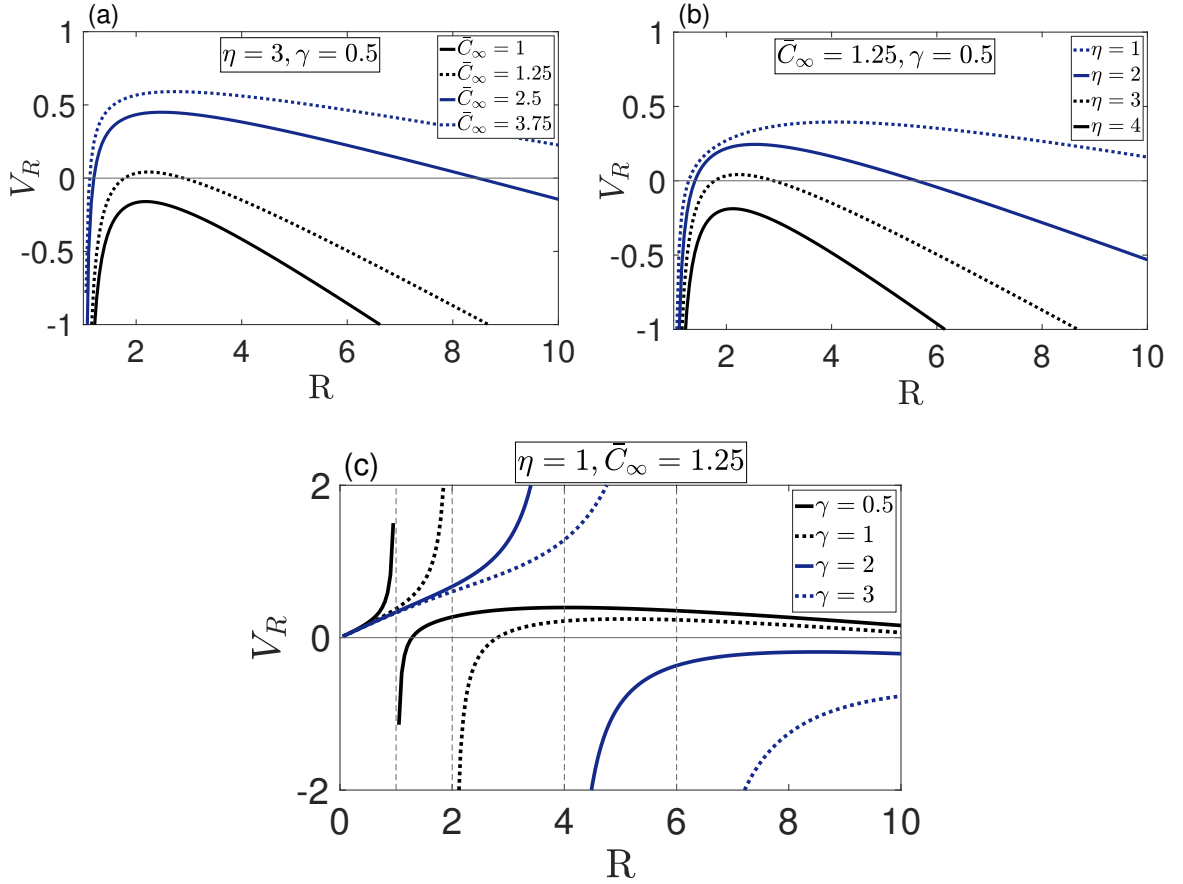 (a)
η = 3, γ = 0.5
C̄∞ = 1
C̄∞ = 1.25
C̄∞ = 2.5
C̄∞ = 3.75
1
0.5
0
-0.5
-1
V_R
2
4
6
8
10
R
(b)
C̄∞ = 1.25, γ = 0.5
η = 1
η = 2
η = 3
η = 4
1
0.5
0
-0.5
-1
V_R
2
4
6
8
10
R
(c)
η = 1, C̄∞ = 1.25
γ = 0.5
γ = 1
γ = 2
γ = 3
2
0
-2
V_R
0
2
4
6
8
10
R